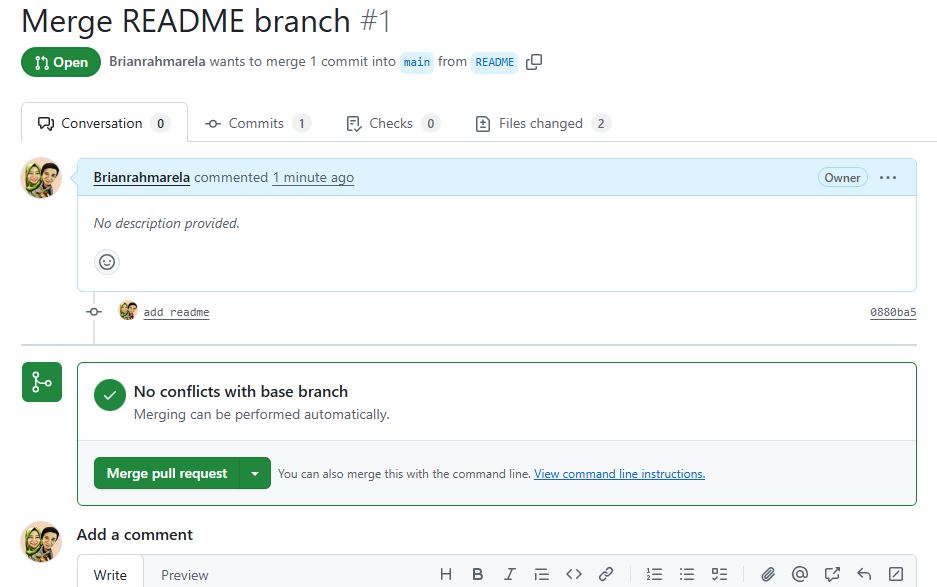 Merge README branch #1
Open Brianrahmarela wants to merge 1 commit into main from README
Conversation 0 Commits 1 Checks 0 Files changed 2
Brianrahmarela commented 1 minute ago Owner
No description provided.
add readme 0880ba5
No conflicts with base branch
Merging can be performed automatically.
Merge pull request You can also merge this with the command line. View command line instructions.
Add a comment
Write Preview H B I